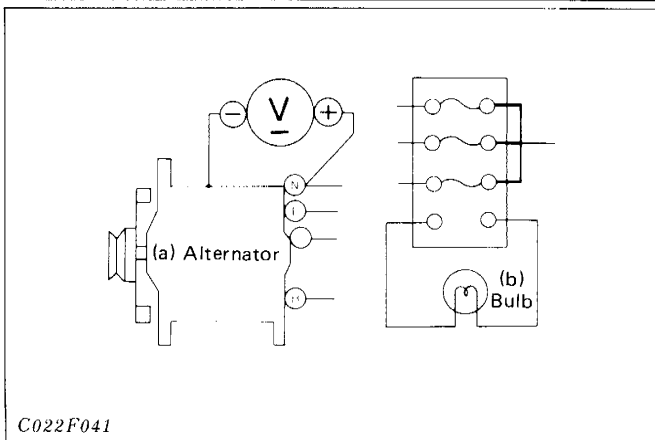 − V +
N
(a) Alternator
(b)
Bulb
C022F041